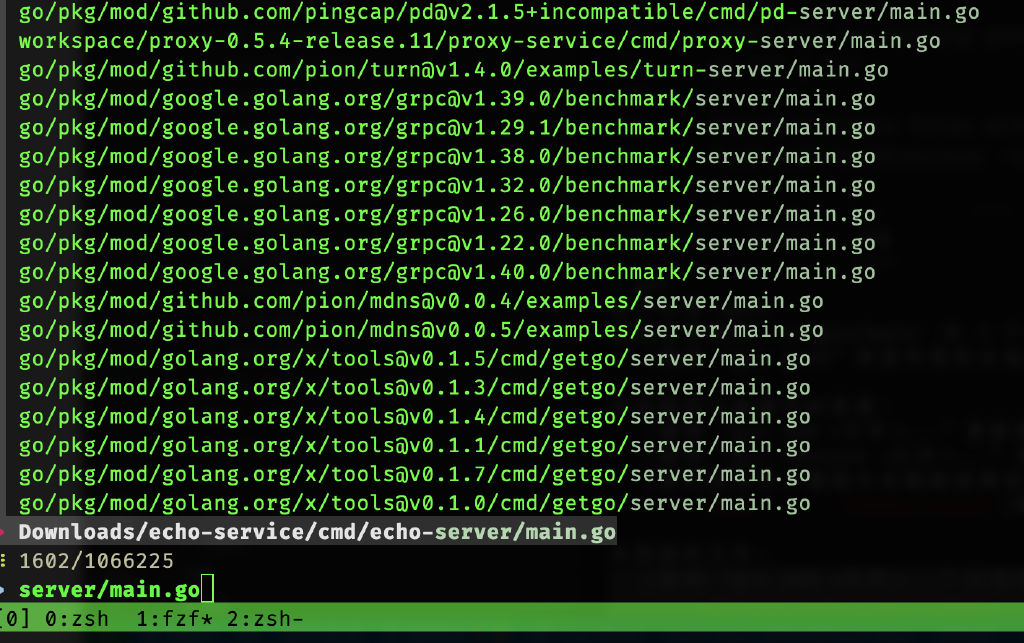 go/pkg/mod/github.com/pingcap/pd@v2.1.5+incompatible/cmd/pd-server/main.go
workspace/proxy-0.5.4-release.11/proxy-service/cmd/proxy-server/main.go
go/pkg/mod/github.com/pion/turn@v1.4.0/examples/turn-server/main.go
go/pkg/mod/google.golang.org/grpc@v1.39.0/benchmark/server/main.go
go/pkg/mod/google.golang.org/grpc@v1.29.1/benchmark/server/main.go
go/pkg/mod/google.golang.org/grpc@v1.38.0/benchmark/server/main.go
go/pkg/mod/google.golang.org/grpc@v1.32.0/benchmark/server/main.go
go/pkg/mod/google.golang.org/grpc@v1.26.0/benchmark/server/main.go
go/pkg/mod/google.golang.org/grpc@v1.22.0/benchmark/server/main.go
go/pkg/mod/google.golang.org/grpc@v1.40.0/benchmark/server/main.go
go/pkg/mod/github.com/pion/mdns@v0.0.4/examples/server/main.go
go/pkg/mod/github.com/pion/mdns@v0.0.5/examples/server/main.go
go/pkg/mod/golang.org/x/tools@v0.1.5/cmd/getgo/server/main.go
go/pkg/mod/golang.org/x/tools@v0.1.3/cmd/getgo/server/main.go
go/pkg/mod/golang.org/x/tools@v0.1.4/cmd/getgo/server/main.go
go/pkg/mod/golang.org/x/tools@v0.1.1/cmd/getgo/server/main.go
go/pkg/mod/golang.org/x/tools@v0.1.7/cmd/getgo/server/main.go
go/pkg/mod/golang.org/x/tools@v0.1.0/cmd/getgo/server/main.go
Downloads/echo-service/cmd/echo-server/main.go
1602/1066225
server/main.go
[0] 0:zsh  1:fzf* 2:zsh-